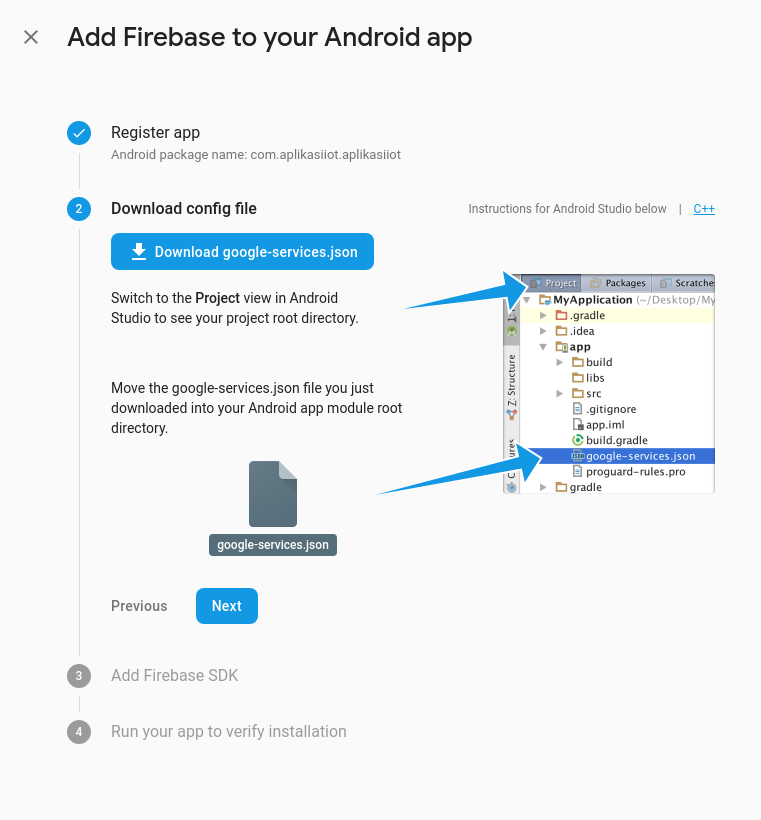 Add Firebase to your Android app
Register app
Android package name: com.aplikasiiot.aplikasiiot
2
Download config file
Instructions for Android Studio below | C++
Download google-services.json
Switch to the Project view in Android
Studio to see your project root directory.
Move the google-services.json file you just
downloaded into your Android app module root
directory.
google-services.json
Project Packages Scratche
MyApplication (~/Desktop/My
.gradle
.idea
app
build
libs
src
.gitignore
app.iml
build.gradle
google-services.json
proguard-rules.pro
gradle
Z: Structure
Previous
Next
3
Add Firebase SDK
4
Run your app to verify installation